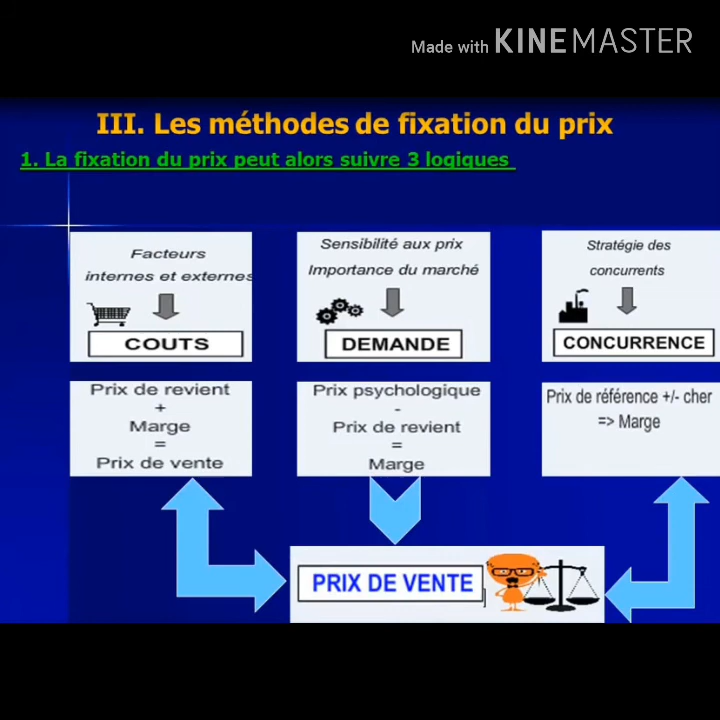 Made with KINEMASTER
III. Les méthodes de fixation du prix
1. La fixation du prix peut alors suivre 3 logiques
Facteurs
internes et externes
COUTS
Prix de revient
+
Marge
=
Prix de vente
Sensibilité aux prix
Importance du marché
DEMANDE
Prix psychologique
-
Prix de revient
=
Marge
Stratégie des
concurrents
CONCURRENCE
Prix de référence +/- cher
=> Marge
PRIX DE VENTE